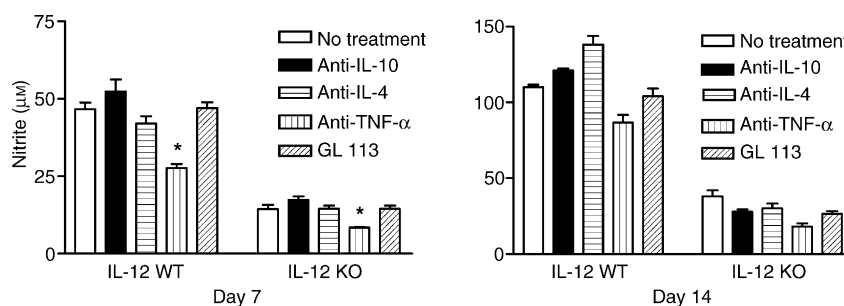 75
50
25
0
Nitrite (µM)
No treatment
Anti-IL-10
Anti-IL-4
Anti-TNF-α
GL 113
*
*
IL-12 WT
IL-12 KO
Day 7
150
100
50
0
No treatment
Anti-IL-10
Anti-IL-4
Anti-TNF-α
GL 113
IL-12 WT
IL-12 KO
Day 14